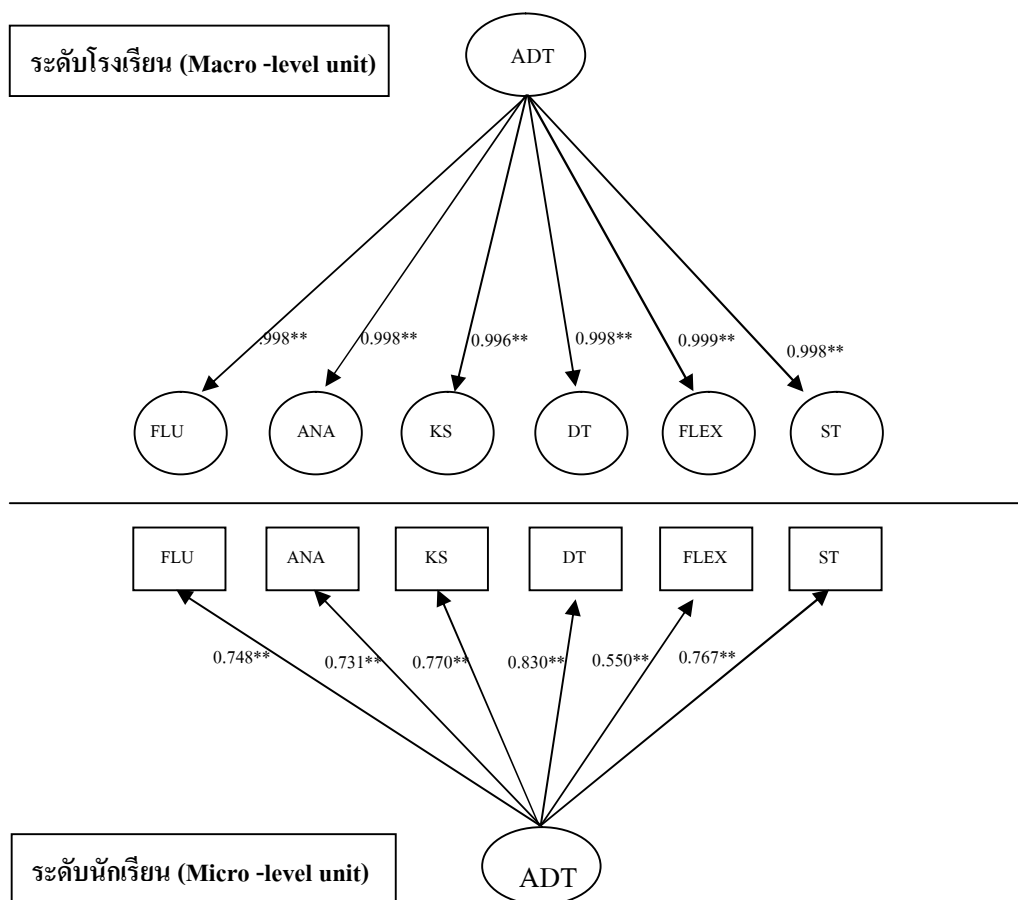 ระดับโรงเรียน (Macro -level unit)
ADT
.998** 0.998** 0.996** 0.998** 0.999** 0.998**
FLU ANA KS DT FLEX ST
FLU ANA KS DT FLEX ST
0.748** 0.731** 0.770** 0.830** 0.550** 0.767**
ระดับนักเรียน (Micro -level unit)
ADT